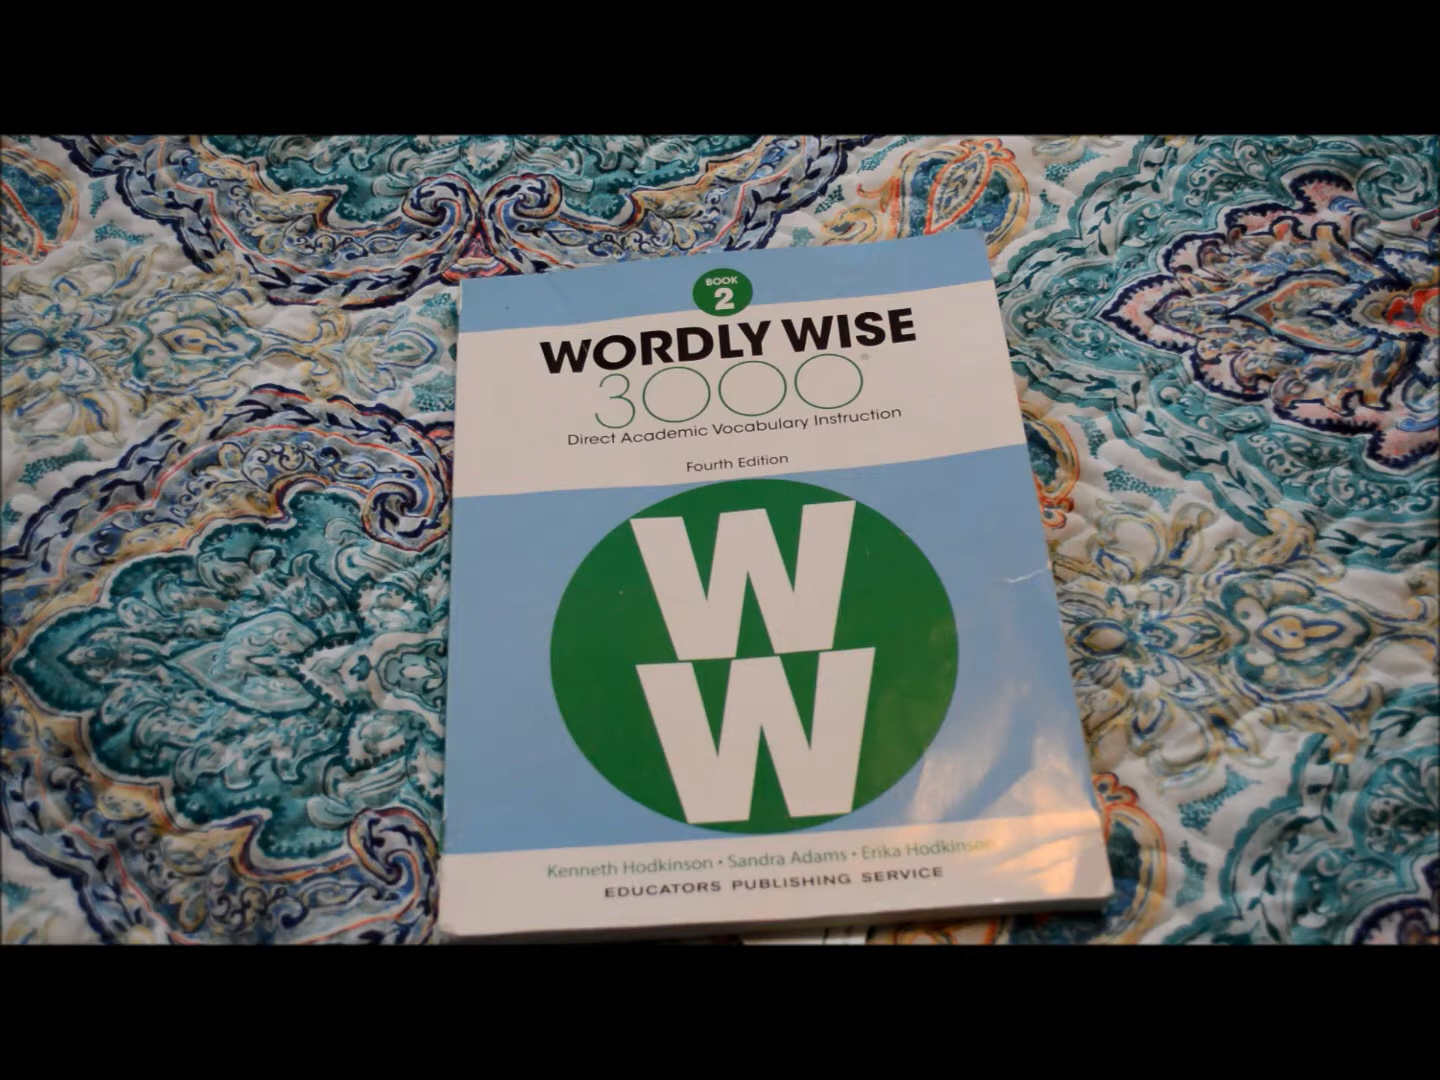 BOOK
2
WORDLY WISE
3000®
Direct Academic Vocabulary Instruction
Fourth Edition
W
W
Kenneth Hodkinson • Sandra Adams • Erika Hodkinson
EDUCATORS PUBLISHING SERVICE